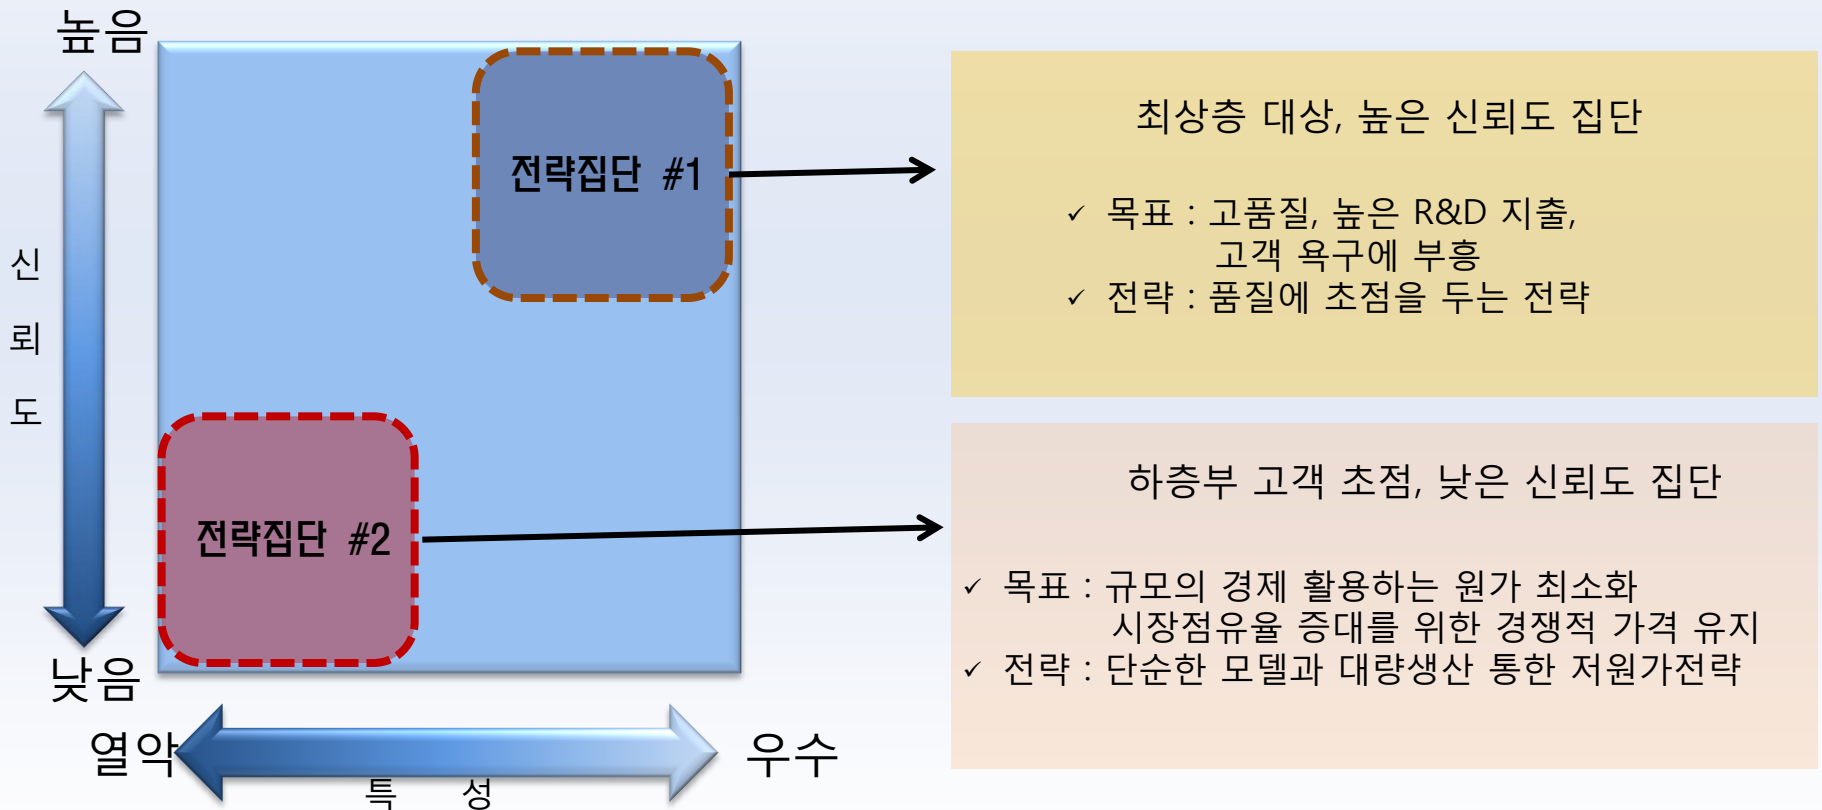 높음
신
뢰
도
낮음
열악
특 성
우수
전략집단 #1
전략집단 #2
최상층 대상, 높은 신뢰도 집단
✓ 목표 : 고품질, 높은 R&D 지출,
고객 욕구에 부흥
✓ 전략 : 품질에 초점을 두는 전략
하층부 고객 초점, 낮은 신뢰도 집단
✓ 목표 : 규모의 경제 활용하는 원가 최소화
시장점유율 증대를 위한 경쟁적 가격 유지
✓ 전략 : 단순한 모델과 대량생산 통한 저원가전략